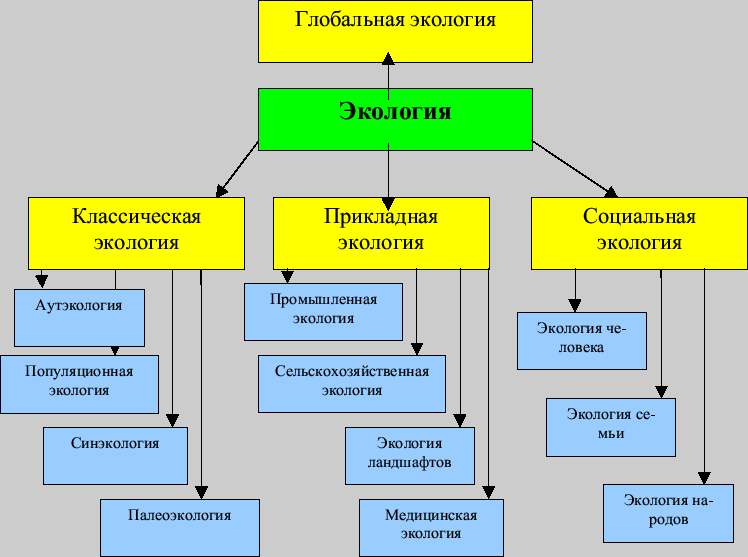 Глобальная экология
Экология
Классическая
экология
Прикладная
экология
Социальная
экология
Аутэкология
Популяционная
экология
Синэкология
Палеоэкология
Промышленная
экология
Сельскохозяйственная
экология
Экология
ландшафтов
Медицинская
экология
Экология че-
ловека
Экология се-
мьи
Экология на-
родов